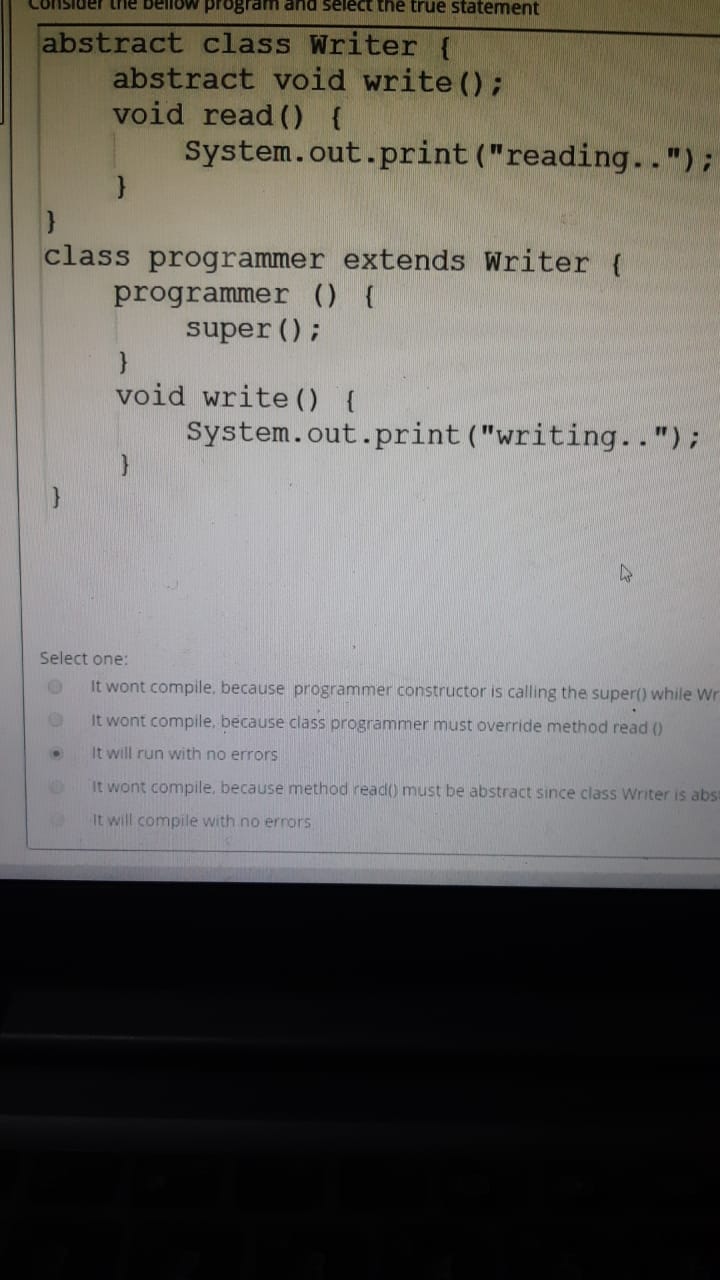 Consider the bellow program and select the true statement
abstract class Writer {
abstract void write();
void read() {
System.out.print("reading..");
}
}
class programmer extends Writer {
programmer () {
super();
}
void write() {
System.out.print("writing..");
}
}
Select one:
It wont compile, because programmer constructor is calling the super() while Wr
It wont compile, because class programmer must override method read ()
It will run with no errors
It wont compile, because method read() must be abstract since class Writer is abs
It will compile with no errors